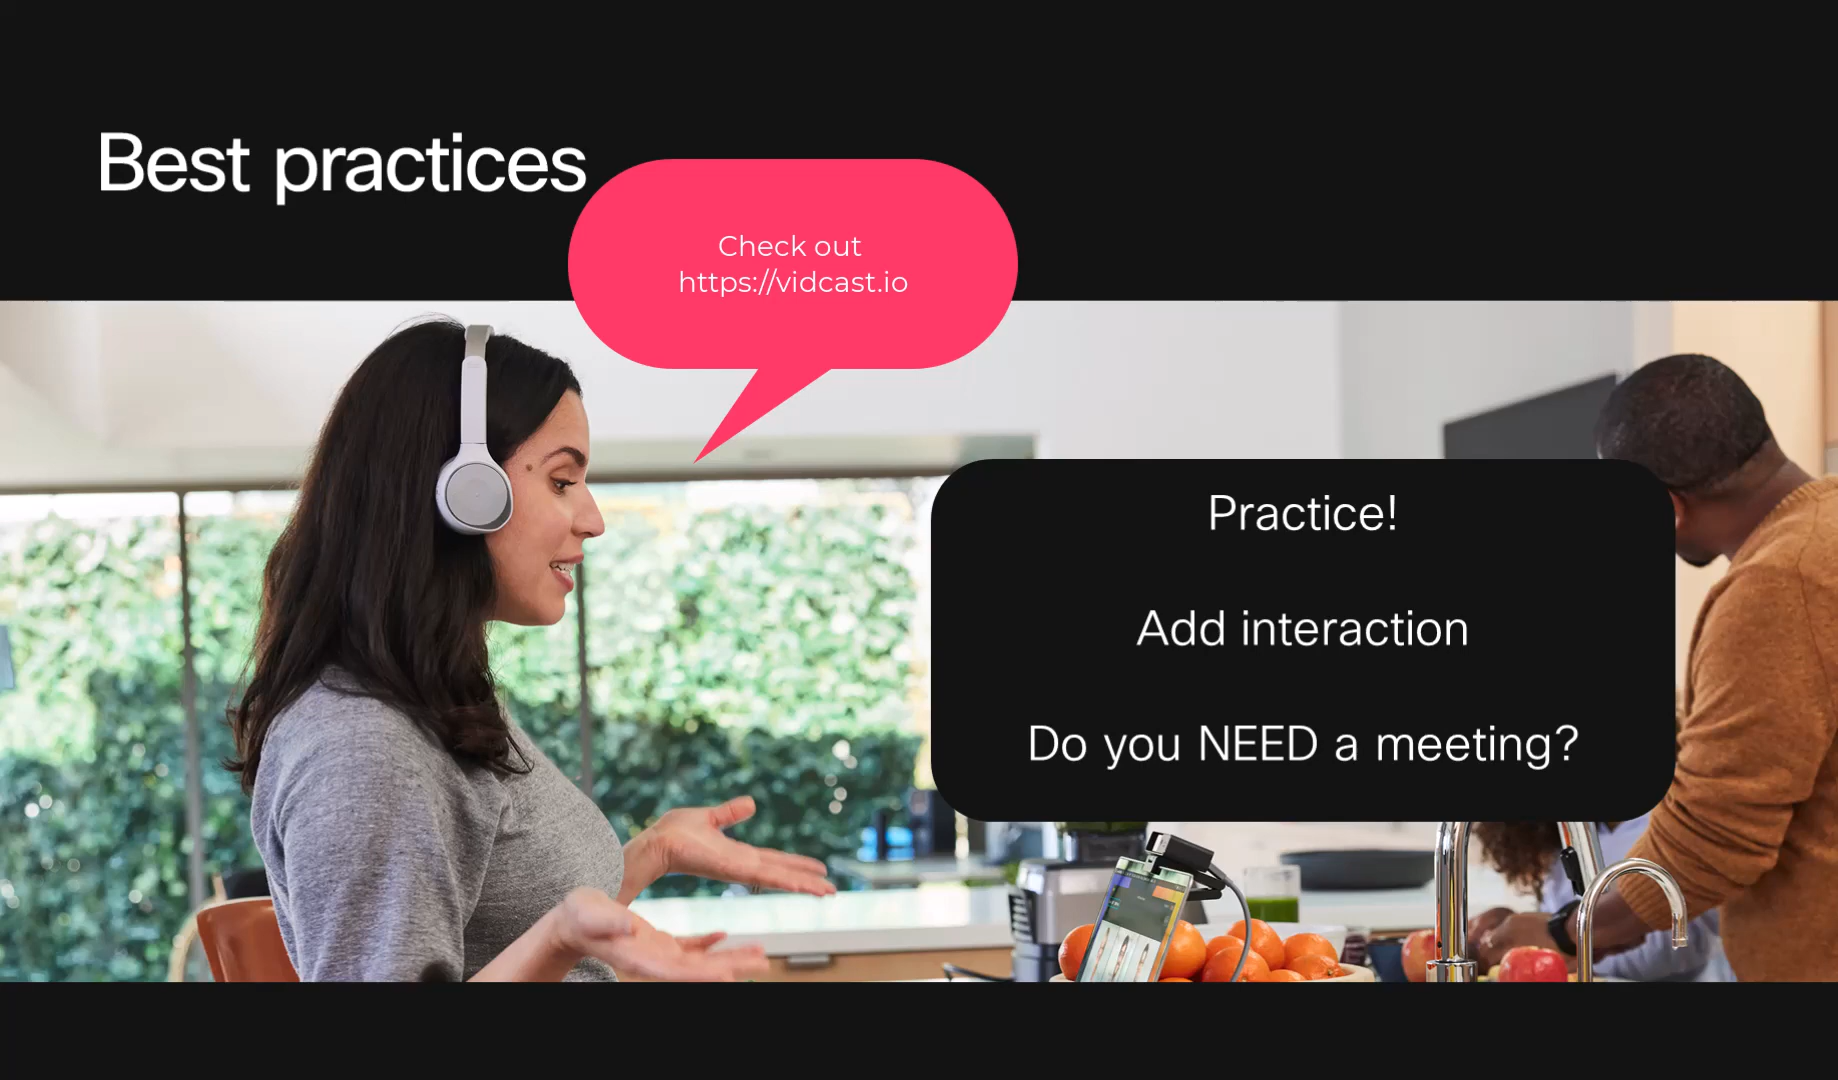 Best practices
Check out
https://vidcast.io
Practice!
Add interaction
Do you NEED a meeting?